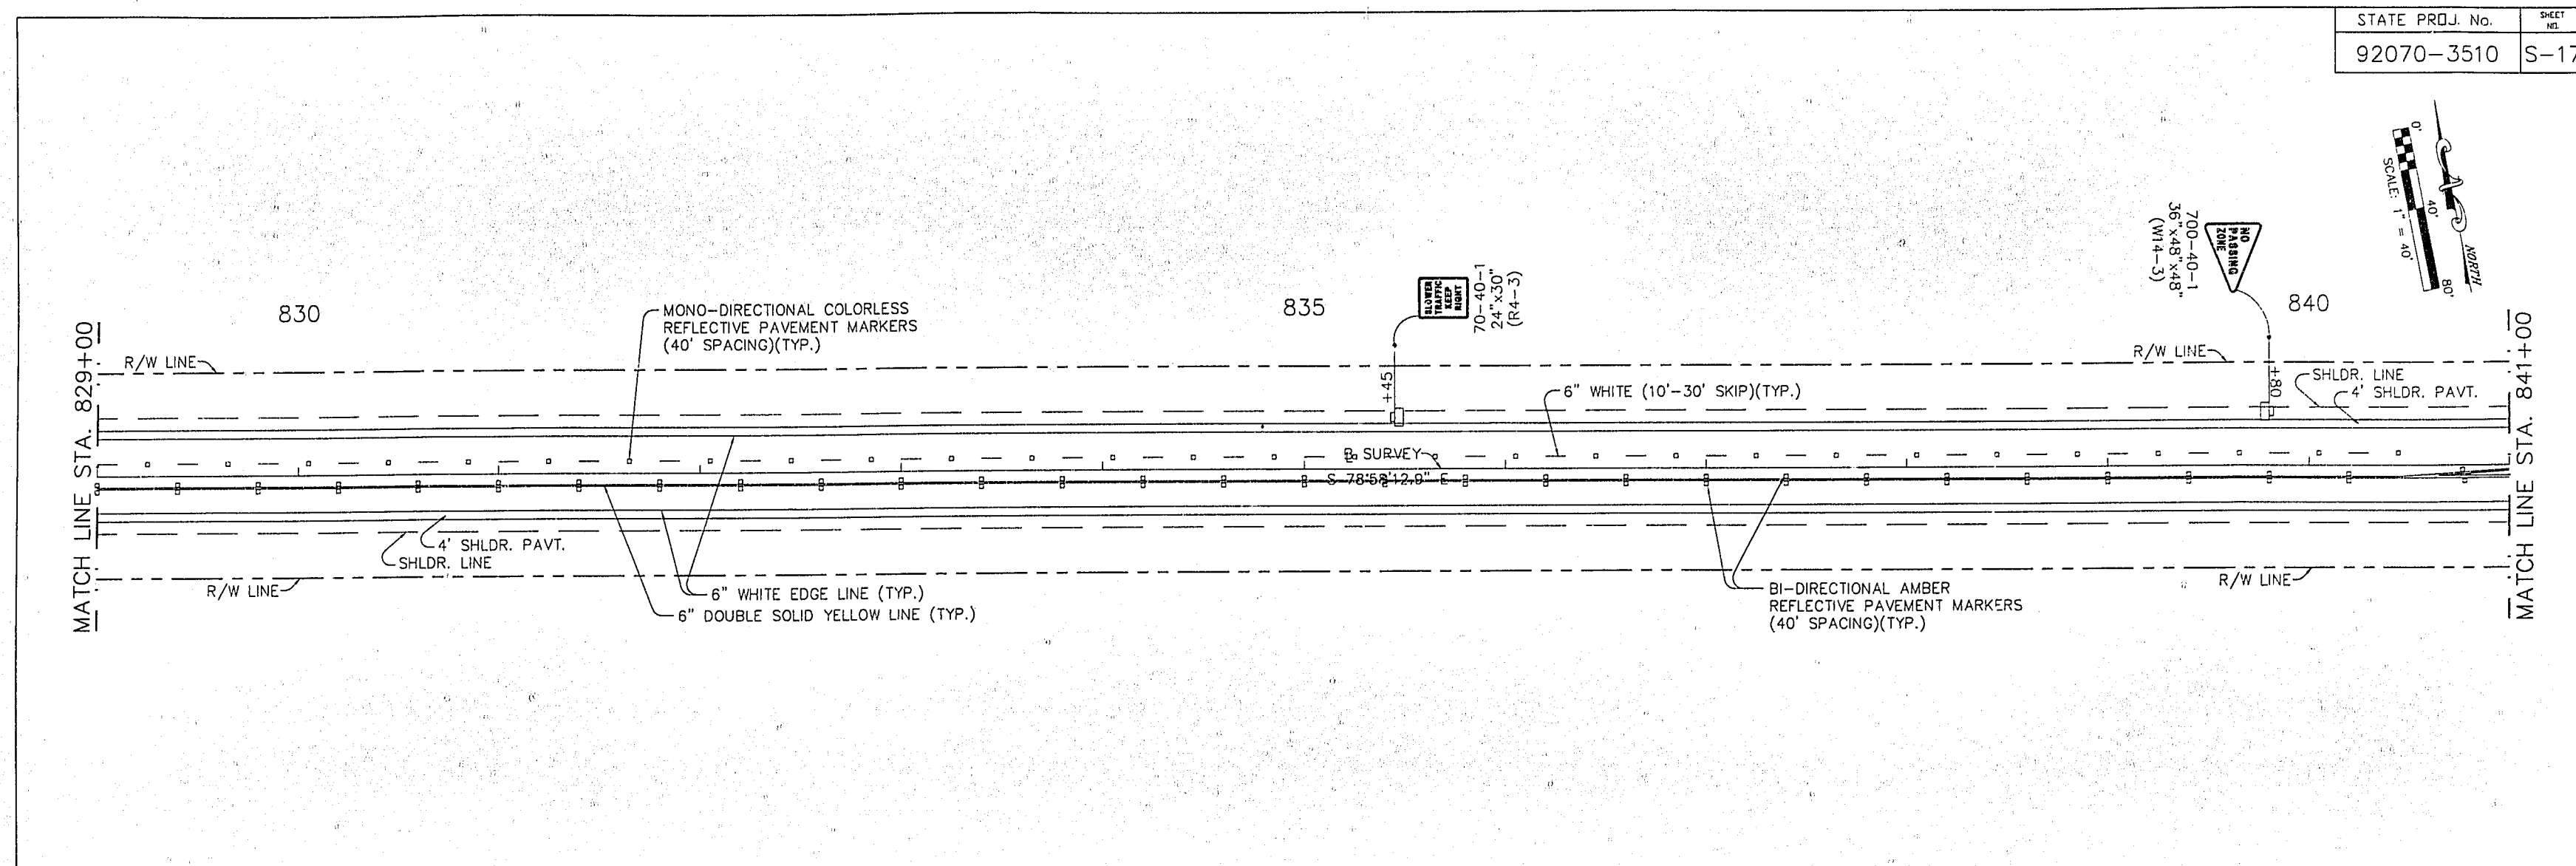 STATE PROJ. No.
SHEET NO.
92070-3510
S-17
0'
40'
80'
SCALE: 1" = 40'
NORTH
NO
PASSING
ZONE
700-40-1
36"x48"x48"
(W14-3)
SLOWER
TRAFFIC
KEEP
RIGHT
70-40-1
24"x30"
(R4-3)
830
835
840
MONO-DIRECTIONAL COLORLESS
REFLECTIVE PAVEMENT MARKERS
(40' SPACING)(TYP.)
MATCH LINE STA. 829+00
R/W LINE
R/W LINE
+45
+80
6" WHITE (10'-30' SKIP)(TYP.)
SHLDR. LINE
4' SHLDR. PAVT.
MATCH LINE STA. 841+00
SURVEY
S 78°58'12.9" E
4' SHLDR. PAVT.
SHLDR. LINE
R/W LINE
R/W LINE
6" WHITE EDGE LINE (TYP.)
6" DOUBLE SOLID YELLOW LINE (TYP.)
BI-DIRECTIONAL AMBER
REFLECTIVE PAVEMENT MARKERS
(40' SPACING)(TYP.)